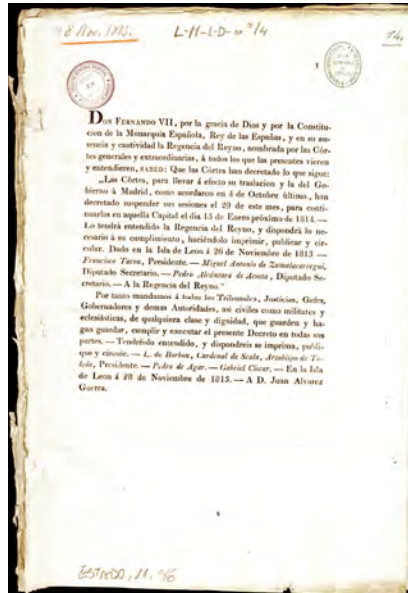 8 Nov. 1813.
L-11-L-D-nº 14
14.
1
DON FERNANDO VII, por la gracia de Dios y por la Constitu-
cion de la Monarquía Española, Rey de las Españas, y en su au-
sencia y cautividad la Regencia del Reyno, nombrada por las Cór-
tes generales y extraordinarias, á todos los que las presentes vieren
y entendieren, SABED: Que las Córtes han decretado lo que sigue:
„Las Córtes, para llevar á efecto su traslacion y la del Go-
bierno á Madrid, como acordaron en 4 de Octubre último, han
decretado suspender sus sesiones el 29 de este mes, para conti-
nuarlas en aquella Capital el dia 15 de Enero próximo de 1814. —
Lo tendrá entendido la Regencia del Reyno, y dispondrá lo ne-
cesario á su cumplimiento, haciéndolo imprimir, publicar y cir-
cular. Dado en la Isla de Leon á 26 de Noviembre de 1813 —
Francisco Tacon, Presidente. — Miguel Antonio de Zumalacarregui,
Diputado Secretario. — Pedro Alcántara de Acosta, Diputado Se-
cretario. — A la Regencia del Reyno."
Por tanto mandamos á todos los Tribunales, Justicias, Gefes,
Gobernadores y demas Autoridades, así civiles como militares y
eclesiásticas, de qualquiera clase y dignidad, que guarden y ha-
gan guardar, cumplir y executar el presente Decreto en todas sus
partes. — Tendréislo entendido, y dispondreis se imprima, publi-
que y circule. — L. de Borbon, Cardenal de Scala, Arzobispo de To-
ledo, Presidente. — Pedro de Agar. — Gabriel Ciscar. — En la Isla
de Leon á 28 de Noviembre de 1813. — A D. Juan Alvarez
Guerra.
ESTADO, 11,